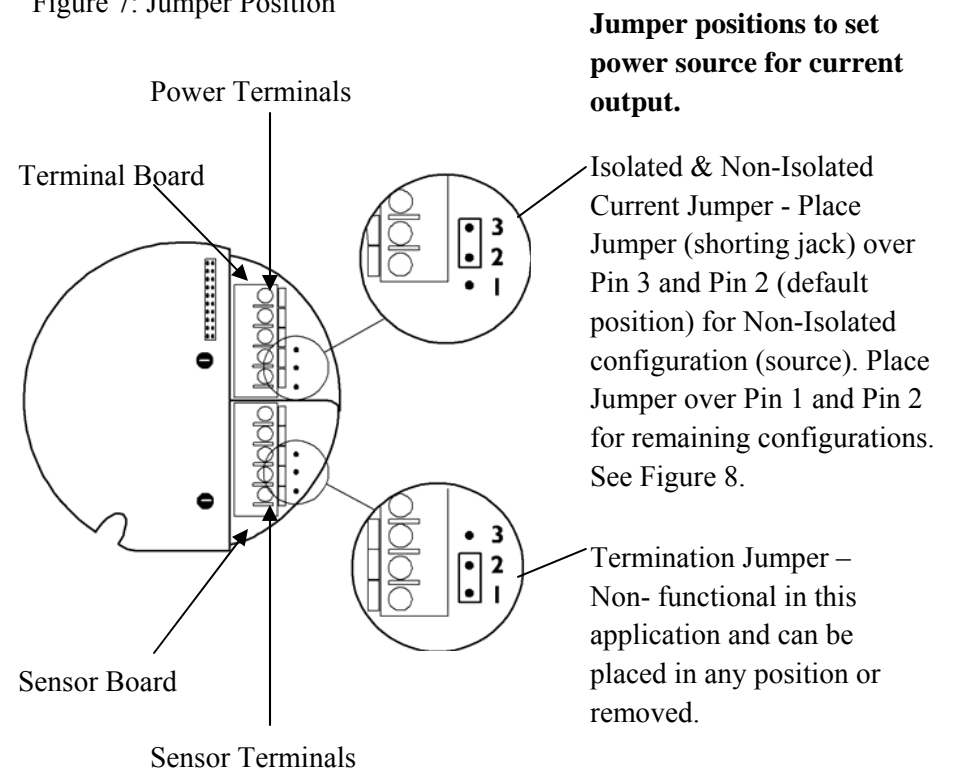 Figure 7: Jumper Position
Jumper positions to set
power source for current
output.
Power Terminals
Terminal Board
Isolated & Non-Isolated
Current Jumper - Place
Jumper (shorting jack) over
Pin 3 and Pin 2 (default
position) for Non-Isolated
configuration (source). Place
Jumper over Pin 1 and Pin 2
for remaining configurations.
See Figure 8.
3
2
1
3
2
1
Termination Jumper –
Non- functional in this
application and can be
placed in any position or
removed.
Sensor Board
Sensor Terminals